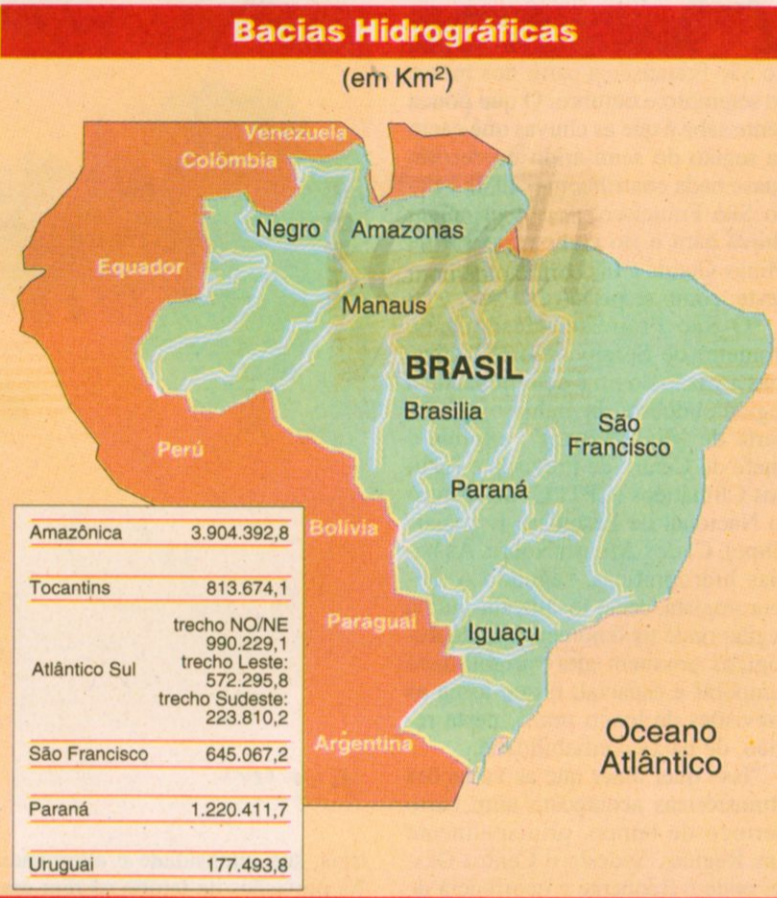 Bacias Hidrográficas
(em Km²)
Venezuela
Colômbia
Negro Amazonas
Equador
Manaus
BRASIL
Brasilia
São
Francisco
Perú
Paraná
Bolívia
Paraguai
Iguaçu
Argentina
Oceano
Atlântico
Amazônica 3.904.392,8
Tocantins 813.674,1
Atlântico Sul
trecho NO/NE
990.229,1
trecho Leste:
572.295,8
trecho Sudeste:
223.810,2
São Francisco 645.067,2
Paraná 1.220.411,7
Uruguai 177.493,8